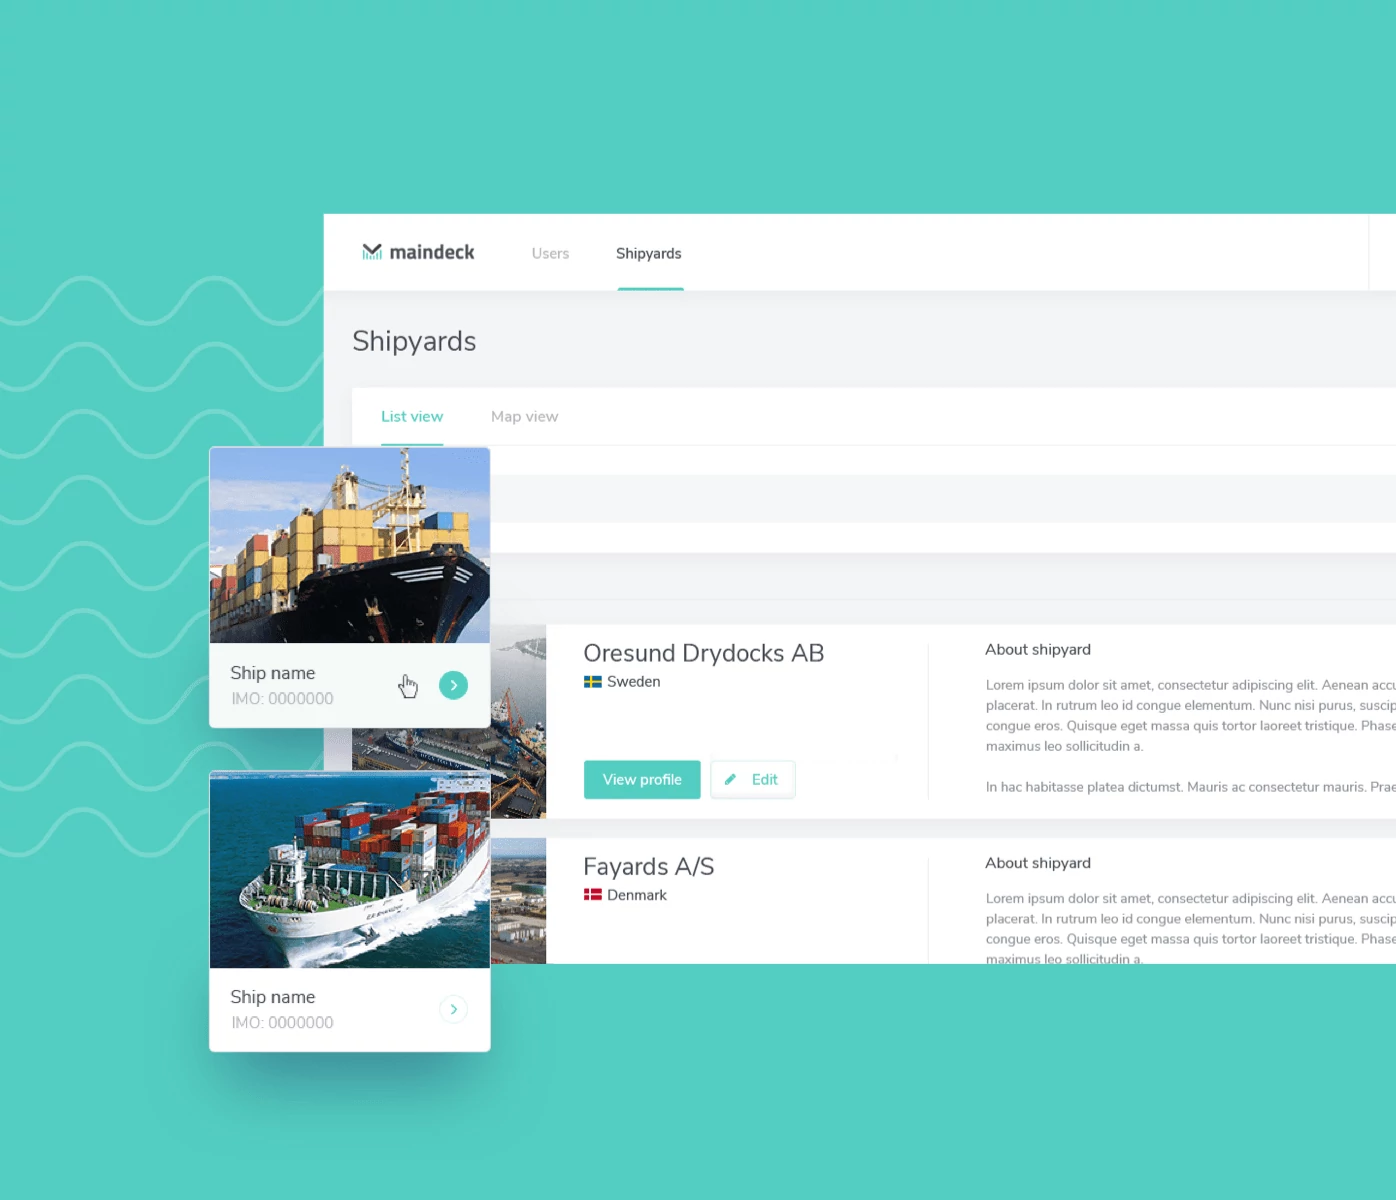 maindeck
Users
Shipyards
Shipyards
List view
Map view
Ship name
IMO: 0000000
Oresund Drydocks AB
Sweden
View profile
Edit
About shipyard
Lorem ipsum dolor sit amet, consectetur adipiscing elit. Aenean accu
placerat. In rutrum leo id congue elementum. Nunc nisi purus, suscip
congue eros. Quisque eget massa quis tortor laoreet tristique. Phase
maximus leo sollicitudin a.
In hac habitasse platea dictumst. Mauris ac consectetur mauris. Prae
Ship name
IMO: 0000000
Fayards A/S
Denmark
About shipyard
Lorem ipsum dolor sit amet, consectetur adipiscing elit. Aenean accu
placerat. In rutrum leo id congue elementum. Nunc nisi purus, suscip
congue eros. Quisque eget massa quis tortor laoreet tristique. Phase
maximus leo sollicitudin a.